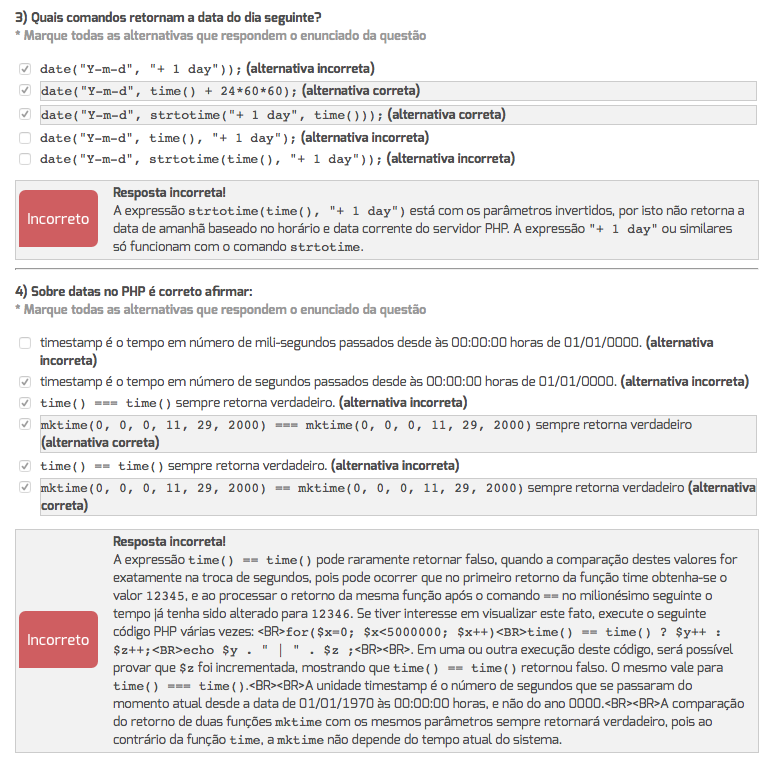 3) Quais comandos retornam a data do dia seguinte?
* Marque todas as alternativas que respondem o enunciado da questão
date("Y-m-d", "+ 1 day")); (alternativa incorreta)
date("Y-m-d", time() + 24*60*60); (alternativa correta)
date("Y-m-d", strtotime("+ 1 day", time())); (alternativa correta)
date("Y-m-d", time(), "+ 1 day"); (alternativa incorreta)
date("Y-m-d", strtotime(time(), "+ 1 day")); (alternativa incorreta)
Incorreto
Resposta incorreta!
A expressão strtotime(time(), "+ 1 day") está com os parâmetros invertidos, por isto não retorna a
data de amanhã baseado no horário e data corrente do servidor PHP. A expressão "+ 1 day" ou similares
só funcionam com o comando strtotime.
4) Sobre datas no PHP é correto afirmar:
* Marque todas as alternativas que respondem o enunciado da questão
timestamp é o tempo em número de mili-segundos passados desde às 00:00:00 horas de 01/01/0000. (alternativa
incorreta)
timestamp é o tempo em número de segundos passados desde às 00:00:00 horas de 01/01/0000. (alternativa incorreta)
time() === time() sempre retorna verdadeiro. (alternativa incorreta)
mktime(0, 0, 0, 11, 29, 2000) === mktime(0, 0, 0, 11, 29, 2000) sempre retorna verdadeiro
(alternativa correta)
time() == time() sempre retorna verdadeiro. (alternativa incorreta)
mktime(0, 0, 0, 11, 29, 2000) == mktime(0, 0, 0, 11, 29, 2000) sempre retorna verdadeiro (alternativa
correta)
Incorreto
Resposta incorreta!
A expressão time() == time() pode raramente retornar falso, quando a comparação destes valores for
exatamente na troca de segundos, pois pode ocorrer que no primeiro retorno da função time obtenha-se o
valor 12345, e ao processar o retorno da mesma função após o comando == no milionésimo seguinte o
tempo já tenha sido alterado para 12346. Se tiver interesse em visualizar este fato, execute o seguinte
código PHP várias vezes: <BR>for($x=0; $x<5000000; $x++)<BR>time() == time() ? $y++ :
$z++;<BR>echo $y . " | " . $z ;<BR><BR>. Em uma ou outra execução deste código, será possível
provar que $z foi incrementada, mostrando que time() == time() retornou falso. O mesmo vale para
time() === time().<BR><BR>A unidade timestamp é o número de segundos que se passaram do
momento atual desde a data de 01/01/1970 às 00:00:00 horas, e não do ano 0000.<BR><BR>A comparação
do retorno de duas funções mktime com os mesmos parâmetros sempre retornará verdadeiro, pois ao
contrário da função time, a mktime não depende do tempo atual do sistema.